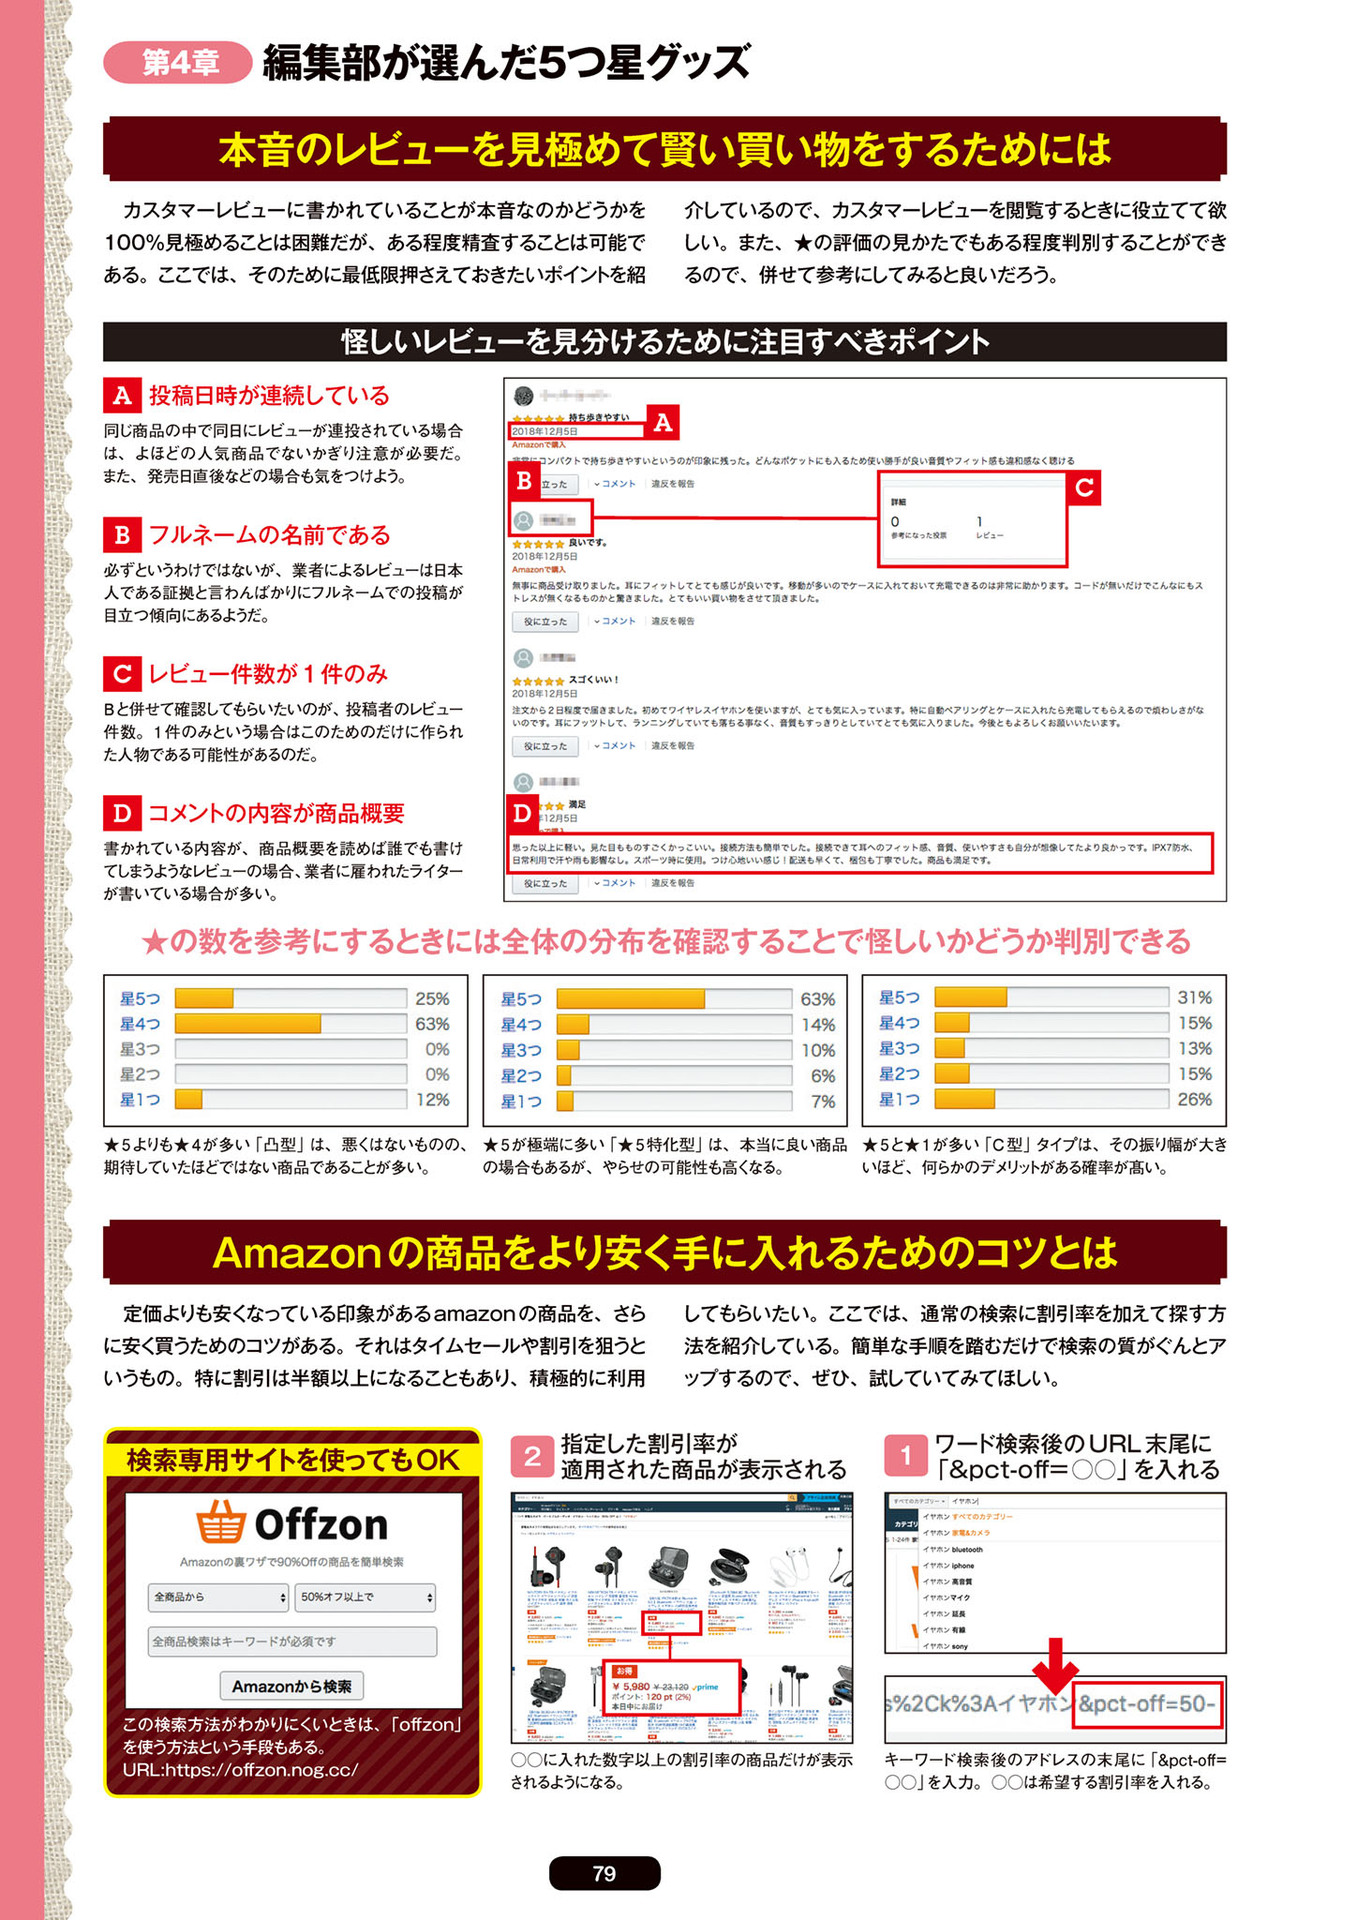 第4章 編集部が選んだ5つ星グッズ
本音のレビューを見極めて賢い買い物をするためには
カスタマーレビューに書かれていることが本音なのかどうかを
100%見極めることは困難だが、ある程度精査することは可能で
ある。ここでは、そのために最低限押さえておきたいポイントを紹
介しているので、カスタマーレビューを閲覧するときに役立てて欲
しい。また、★の評価の見かたでもある程度判別することができ
るので、併せて参考にしてみると良いだろう。
怪しいレビューを見分けるために注目すべきポイント
A 投稿日時が連続している
同じ商品の中で同日にレビューが連投されている場合
は、よほどの人気商品でないかぎり注意が必要だ。
また、発売日直後などの場合も気をつけよう。
B フルネームの名前である
必ずというわけではないが、業者によるレビューは日本
人である証拠と言わんばかりにフルネームでの投稿が
目立つ傾向にあるようだ。
C レビュー件数が1件のみ
Bと併せて確認してもらいたいのが、投稿者のレビュー
件数。1件のみという場合はこのためのだけに作られ
た人物である可能性があるのだ。
D コメントの内容が商品概要
書かれている内容が、商品概要を読めば誰でも書け
てしまうようなレビューの場合、業者に雇われたライター
が書いている場合が多い。
★★★★★ 持ち歩きやすい
2018年12月5日
A
Amazonで購入
非常にコンパクトで持ち歩きやすいというのが印象に残った。どんなポケットにも入るため使い勝手が良い音質やフィット感も違和感なく聴ける
B
立った コメント 違反を報告
C
詳細
0 1
参考になった投票 レビュー
★★★★★ 良いです。
2018年12月5日
Amazonで購入
無事に商品受け取りました。耳にフィットしてとても感じが良いです。移動が多いのでケースに入れておいて充電できるのは非常に助かります。コードが無いだけでこんなにもス
トレスが無くなるものかと驚きました。とてもいい買い物をさせて頂きました。
役に立った コメント 違反を報告
★★★★★ スゴくいい！
2018年12月5日
注文から2日程度で届きました。初めてワイヤレスイヤホンを使いますが、とても気に入っています。特に自動ペアリングとケースに入れたら充電してもらえるので煩わしさがな
いのです。耳にフッツトして、ランニングしていても落ちる事なく、音質もすっきりとしていてとても気に入りました。今後ともよろしくお願いいたします。
役に立った コメント 違反を報告
D
★★★ 満足
12月5日
思った以上に軽い。見た目もものすごくかっこいい。接続方法も簡単でした。接続できて耳へのフィット感、音質、使いやすさも自分が想像してたより良かっです。IPX7防水、
日常利用で汗や雨も影響なし。スポーツ時に使用。つけ心地いい感じ！配送も早くて、梱包も丁寧でした。商品も満足です。
役に立った コメント 違反を報告
★の数を参考にするときには全体の分布を確認することで怪しいかどうか判別できる
星5つ 25%
星4つ 63%
星3つ 0%
星2つ 0%
星1つ 12%
★5よりも★4が多い「凸型」は、悪くはないものの、
期待していたほどではない商品であることが多い。
星5つ 63%
星4つ 14%
星3つ 10%
星2つ 6%
星1つ 7%
★5が極端に多い「★5特化型」は、本当に良い商品
の場合もあるが、やらせの可能性も高くなる。
星5つ 31%
星4つ 15%
星3つ 13%
星2つ 15%
星1つ 26%
★5と★1が多い「C型」タイプは、その振り幅が大き
いほど、何らかのデメリットがある確率が高い。
Amazonの商品をより安く手に入れるためのコツとは
定価よりも安くなっている印象があるamazonの商品を、さら
に安く買うためのコツがある。それはタイムセールや割引を狙うと
いうもの。特に割引は半額以上になることもあり、積極的に利用
してもらいたい。ここでは、通常の検索に割引率を加えて探す方
法を紹介している。簡単な手順を踏むだけで検索の質がぐんとア
ップするので、ぜひ、試していてみてほしい。
検索専用サイトを使ってもOK
Offzon
Amazonの裏ワザで90%Offの商品を簡単検索
全商品から 50%オフ以上で
全商品検索はキーワードが必須です
Amazonから検索
この検索方法がわかりにくいときは、「offzon」
を使う方法という手段もある。
URL:https://offzon.nog.cc/
2 指定した割引率が
適用された商品が表示される
お得
¥ 5,980 ¥ 23,120 prime
ポイント: 120 pt (2%)
本日中にお届け
○○に入れた数字以上の割引率の商品だけが表示
されるようになる。
1 ワード検索後のURL末尾に
「&pct-off=○○」を入れる
すべてのカテゴリー イヤホン
カテゴリ
イヤホン すべてのカテゴリー
イヤホン 家電&カメラ
イヤホン bluetooth
イヤホン iphone
イヤホン 高音質
イヤホンマイク
イヤホン 延長
イヤホン 有線
イヤホン sony
s%2Ck%3Aイヤホン&pct-off=50-
キーワード検索後のアドレスの末尾に「&pct-off=
○○」を入力。○○は希望する割引率を入れる。
79